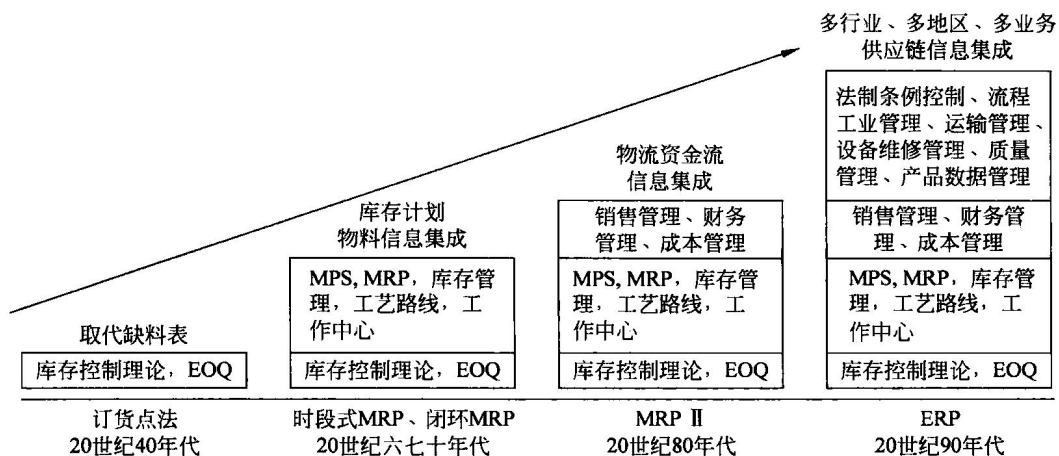 多行业、多地区、多业务
供应链信息集成
法制条例控制、流程
工业管理、运输管理、
设备维修管理、质量
管理、产品数据管理
销售管理、财务管
理、成本管理
MPS, MRP，库存管
理，工艺路线，工
作中心
库存控制理论，EOQ
物流资金流
信息集成
销售管理、财务
管理、成本管理
MPS, MRP，库存管
理，工艺路线，工
作中心
库存控制理论，EOQ
库存计划
物料信息集成
MPS, MRP，库存管
理，工艺路线，工
作中心
库存控制理论，EOQ
取代缺料表
库存控制理论，EOQ
订货点法
20世纪40年代
时段式MRP、闭环MRP
20世纪六七十年代
MRP Ⅱ
20世纪80年代
ERP
20世纪90年代